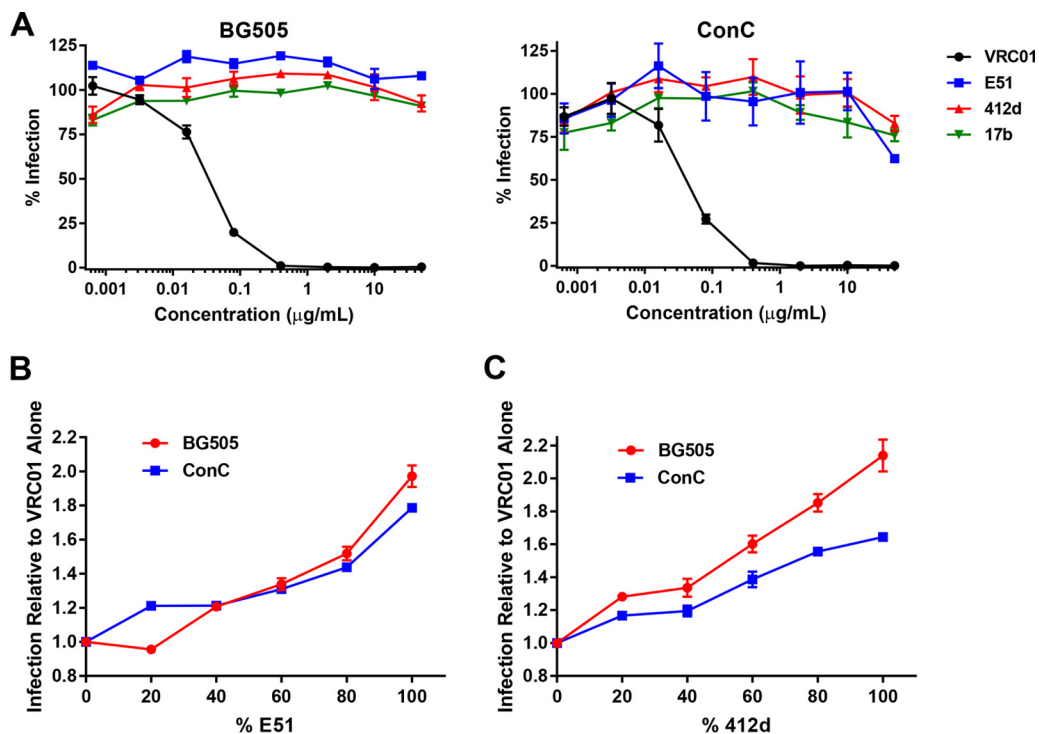 A
BG505
ConC
% Infection
125
100
75
50
25
0
0.001 0.01 0.1 1 10
Concentration (μg/mL)
% Infection
125
100
75
50
25
0
0.001 0.01 0.1 1 10
Concentration (μg/mL)
VRC01
E51
412d
17b
B
Infection Relative to VRC01 Alone
2.2
2.0
1.8
1.6
1.4
1.2
1.0
0.8
BG505
ConC
0 20 40 60 80 100
% E51
C
Infection Relative to VRC01 Alone
2.2
2.0
1.8
1.6
1.4
1.2
1.0
0.8
BG505
ConC
0 20 40 60 80 100
% 412d